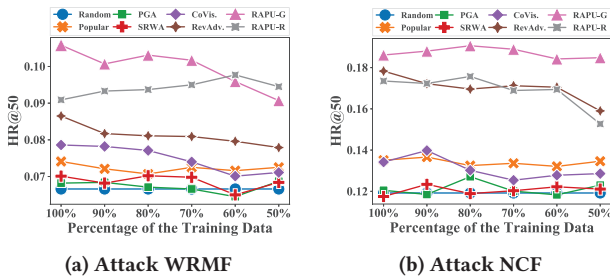 Random PGA CoVis. RAPU-G
Popular SRWA RevAdv. RAPU-R
HR@50
0.10
0.09
0.08
0.07
100% 90% 80% 70% 60% 50%
Percentage of the Training Data
(a) Attack WRMF
Random PGA CoVis. RAPU-G
Popular SRWA RevAdv. RAPU-R
HR@50
0.18
0.16
0.14
0.12
100% 90% 80% 70% 60% 50%
Percentage of the Training Data
(b) Attack NCF